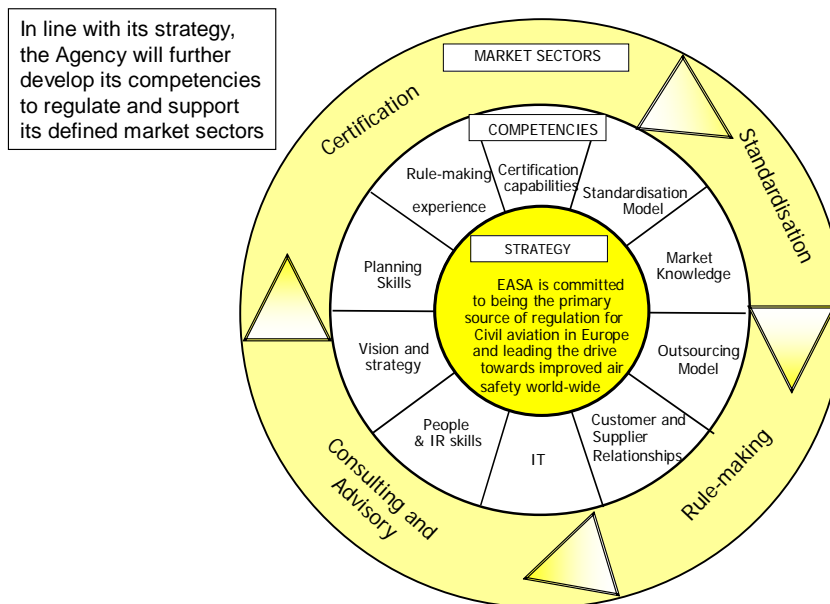 In line with its strategy,
the Agency will further
develop its competencies
to regulate and support
its defined market sectors
MARKET SECTORS
Certification
Standardisation
Rule-making
Consulting and
Advisory
COMPETENCIES
Certification
capabilities
Standardisation
Model
Market
Knowledge
Outsourcing
Model
Customer and
Supplier
Relationships
IT
People
& IR skills
Vision and
strategy
Planning
Skills
Rule-making
experience
STRATEGY
EASA is committed
to being the primary
source of regulation for
Civil aviation in Europe
and leading the drive
towards improved air
safety world-wide